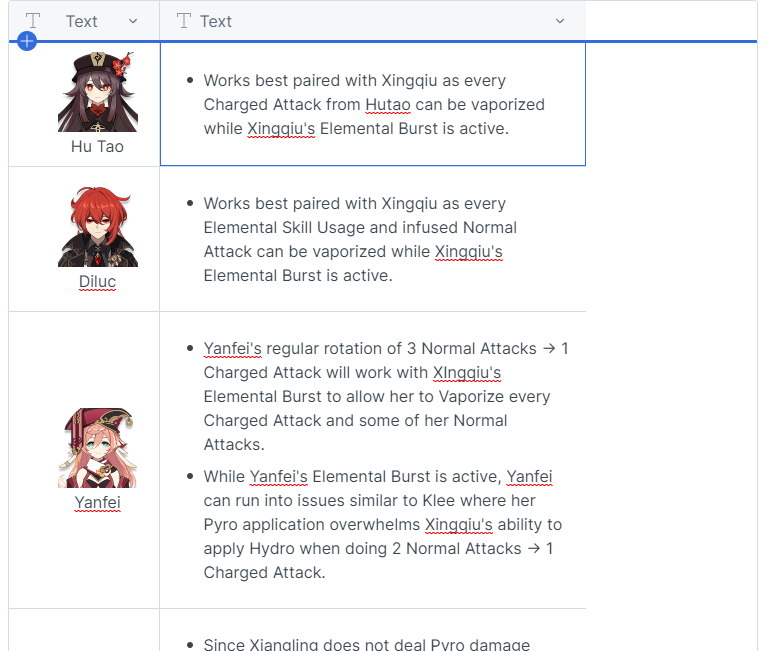 Text
Text
Works best paired with Xingqiu as every
Charged Attack from Hutao can be vaporized
while Xingqiu's Elemental Burst is active.
Hu Tao
Works best paired with Xingqiu as every
Elemental Skill Usage and infused Normal
Attack can be vaporized while Xingqiu's
Elemental Burst is active.
Diluc
Yanfei's regular rotation of 3 Normal Attacks → 1
Charged Attack will work with XIngqiu's
Elemental Burst to allow her to Vaporize every
Charged Attack and some of her Normal
Attacks.
While Yanfei's Elemental Burst is active, Yanfei
can run into issues similar to Klee where her
Pyro application overwhelms Xingqiu's ability to
apply Hydro when doing 2 Normal Attacks → 1
Charged Attack.
Yanfei
Since Xiangling does not deal Pyro damage